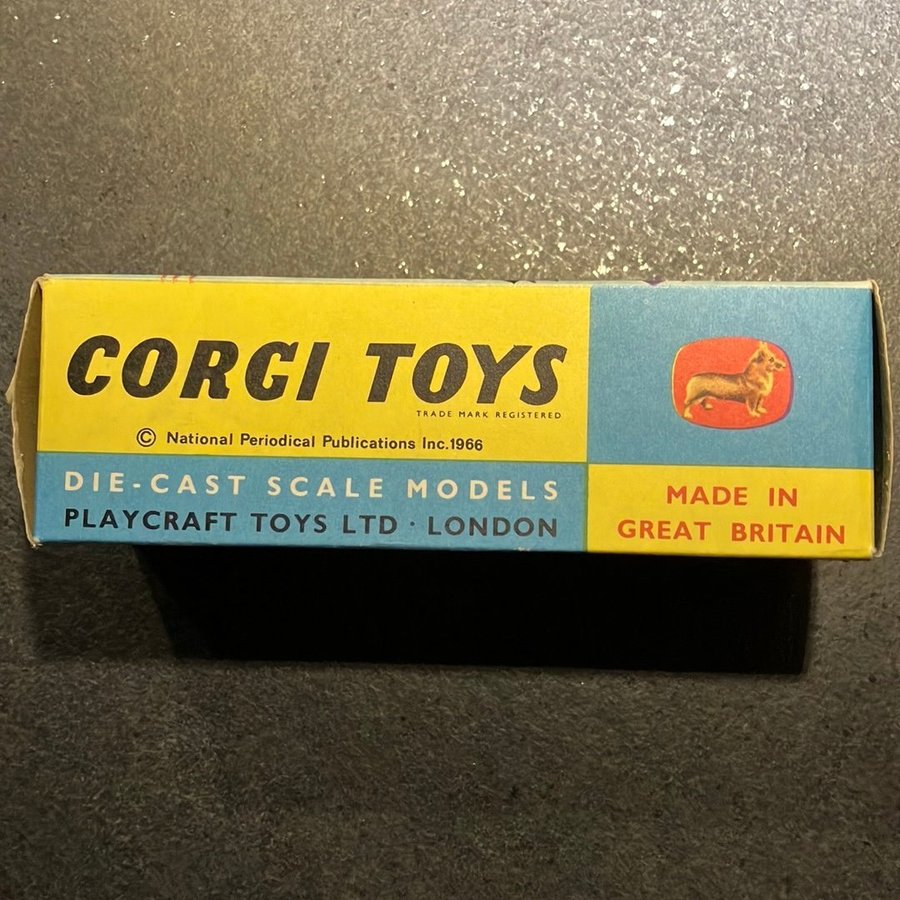 CORGI TOYS
TRADE MARK REGISTERED
© National Periodical Publications Inc.1966
DIE-CAST SCALE MODELS
PLAYCRAFT TOYS LTD · LONDON
MADE IN
GREAT BRITAIN